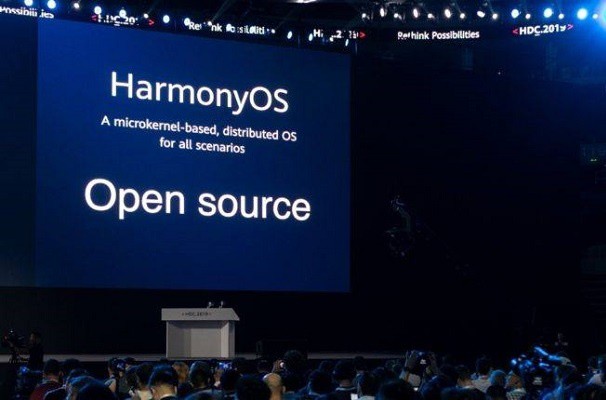 Possibilities
<HDC.2019>
Rethink Possibilities
H
.2019>
Rethink Possibilities
<HDC.2019>
HarmonyOS
A microkernel-based, distributed OS
for all scenarios
Open source
<HDC.2019>